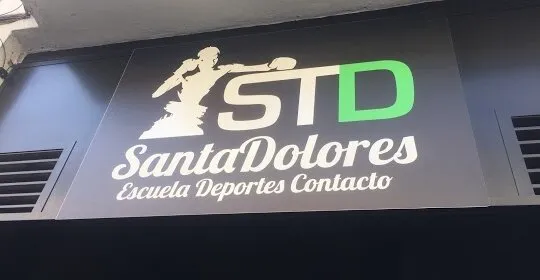 STD
SantaDolores
Escuela Deportes Contacto